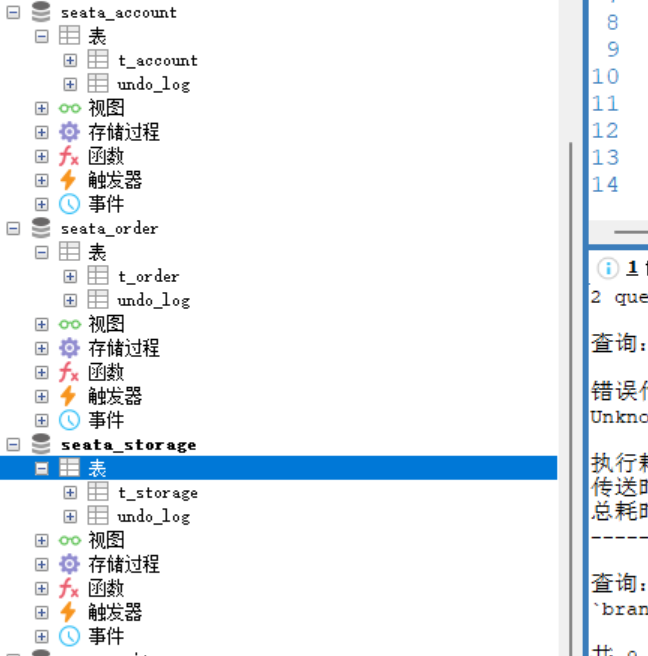 seata_account
表
t_account
undo_log
视图
存储过程
函数
触发器
事件
seata_order
表
t_order
undo_log
视图
存储过程
函数
触发器
事件
seata_storage
表
t_storage
undo_log
视图
存储过程
函数
触发器
事件
8
9
10
11
12
13
14
1
2 que
查询:
错误
Unkno
执行
传送
总耗
-----
查询:
`bran
共 0